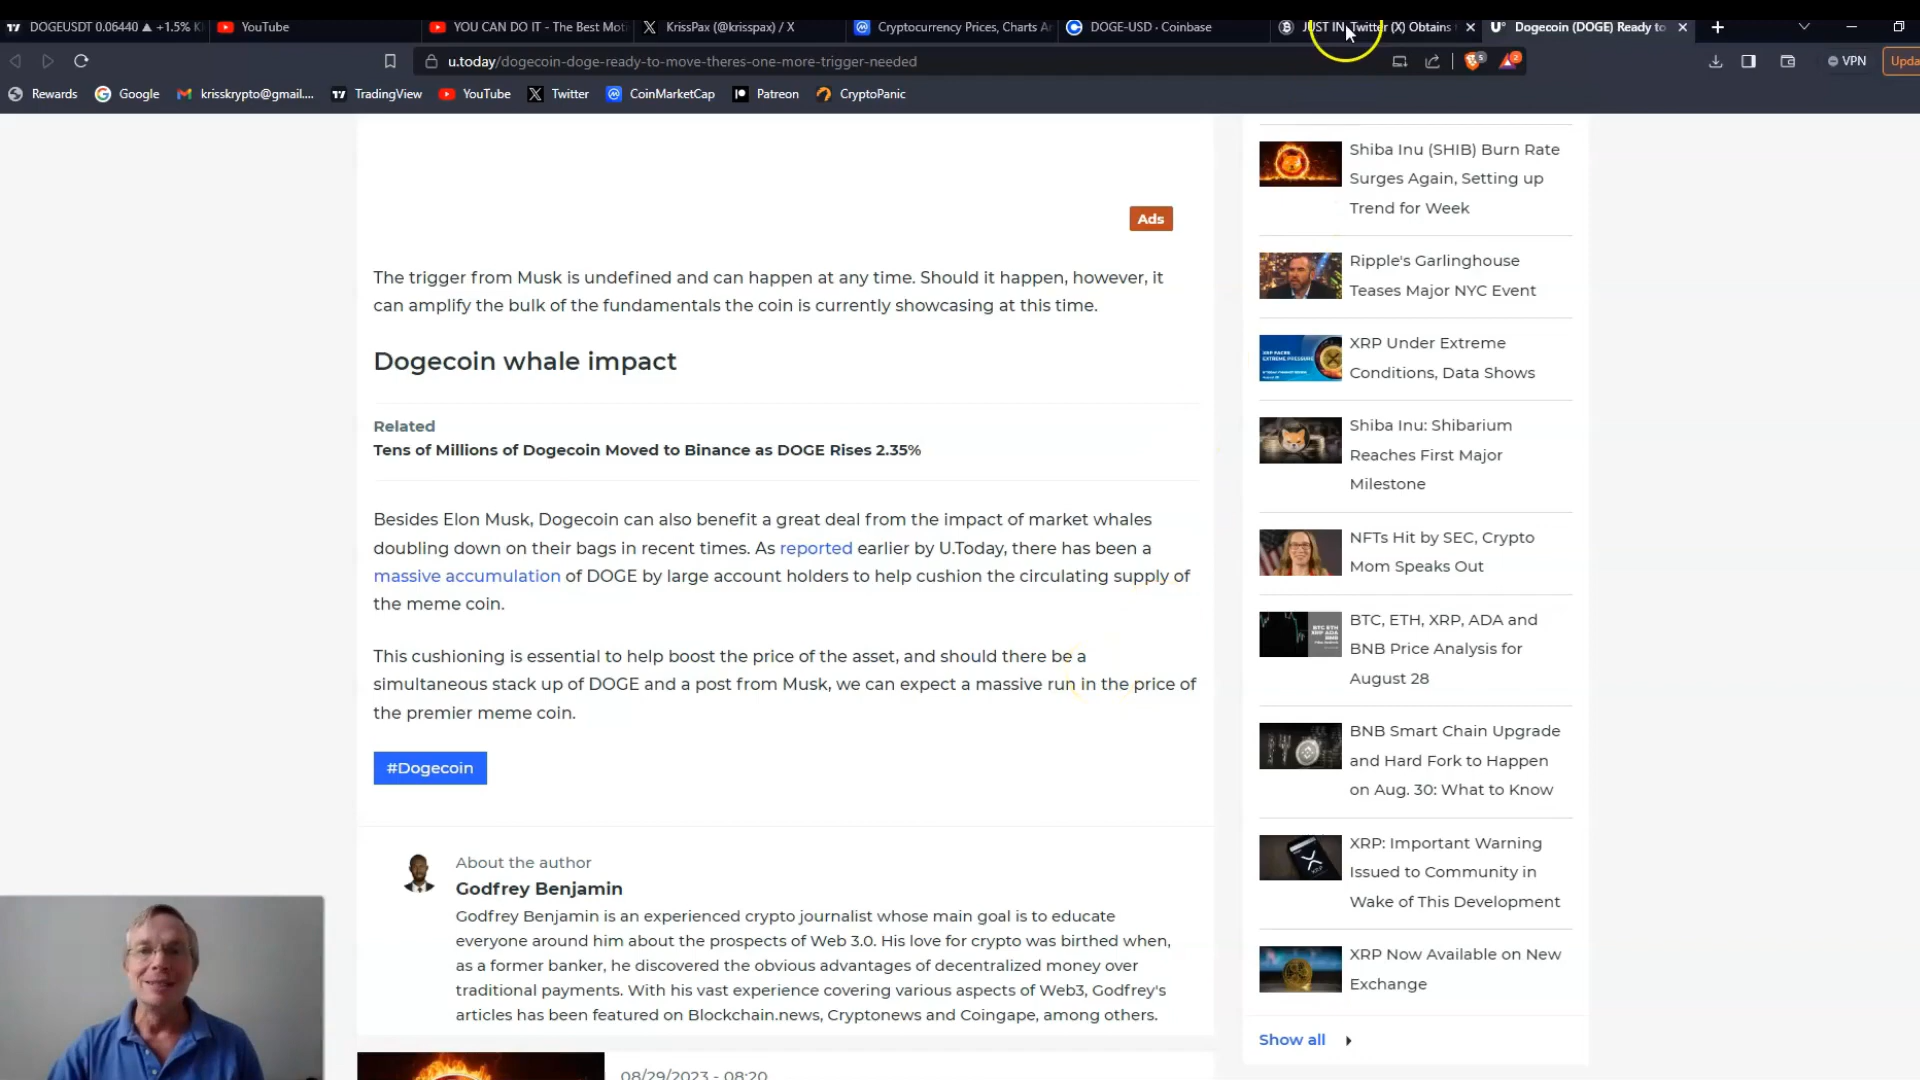 DOGEUSDT 0.06440 ▲ +1.5% K
YouTube
YOU CAN DO IT - The Best Mot
KrissPax (@krisspax) / X
Cryptocurrency Prices, Charts A
DOGE-USD · Coinbase
JUST IN: Twitter (X) Obtains
Dogecoin (DOGE) Ready to
u.today/dogecoin-doge-ready-to-move-theres-one-more-trigger-needed
5
2
VPN
Upda
Rewards
Google
krisskrypto@gmail....
TradingView
YouTube
Twitter
CoinMarketCap
Patreon
CryptoPanic
Ads
The trigger from Musk is undefined and can happen at any time. Should it happen, however, it
can amplify the bulk of the fundamentals the coin is currently showcasing at this time.
Dogecoin whale impact
Related
Tens of Millions of Dogecoin Moved to Binance as DOGE Rises 2.35%
Besides Elon Musk, Dogecoin can also benefit a great deal from the impact of market whales
doubling down on their bags in recent times. As reported earlier by U.Today, there has been a
massive accumulation of DOGE by large account holders to help cushion the circulating supply of
the meme coin.
This cushioning is essential to help boost the price of the asset, and should there be a
simultaneous stack up of DOGE and a post from Musk, we can expect a massive run in the price of
the premier meme coin.
#Dogecoin
About the author
Godfrey Benjamin
Godfrey Benjamin is an experienced crypto journalist whose main goal is to educate
everyone around him about the prospects of Web 3.0. His love for crypto was birthed when,
as a former banker, he discovered the obvious advantages of decentralized money over
traditional payments. With his vast experience covering various aspects of Web3, Godfrey's
articles has been featured on Blockchain.news, Cryptonews and Coingape, among others.
08/29/2023 - 08:20
Shiba Inu (SHIB) Burn Rate
Surges Again, Setting up
Trend for Week
Ripple's Garlinghouse
Teases Major NYC Event
XRP Under Extreme
Conditions, Data Shows
Shiba Inu: Shibarium
Reaches First Major
Milestone
NFTs Hit by SEC, Crypto
Mom Speaks Out
BTC, ETH, XRP, ADA and
BNB Price Analysis for
August 28
BNB Smart Chain Upgrade
and Hard Fork to Happen
on Aug. 30: What to Know
XRP: Important Warning
Issued to Community in
Wake of This Development
XRP Now Available on New
Exchange
Show all